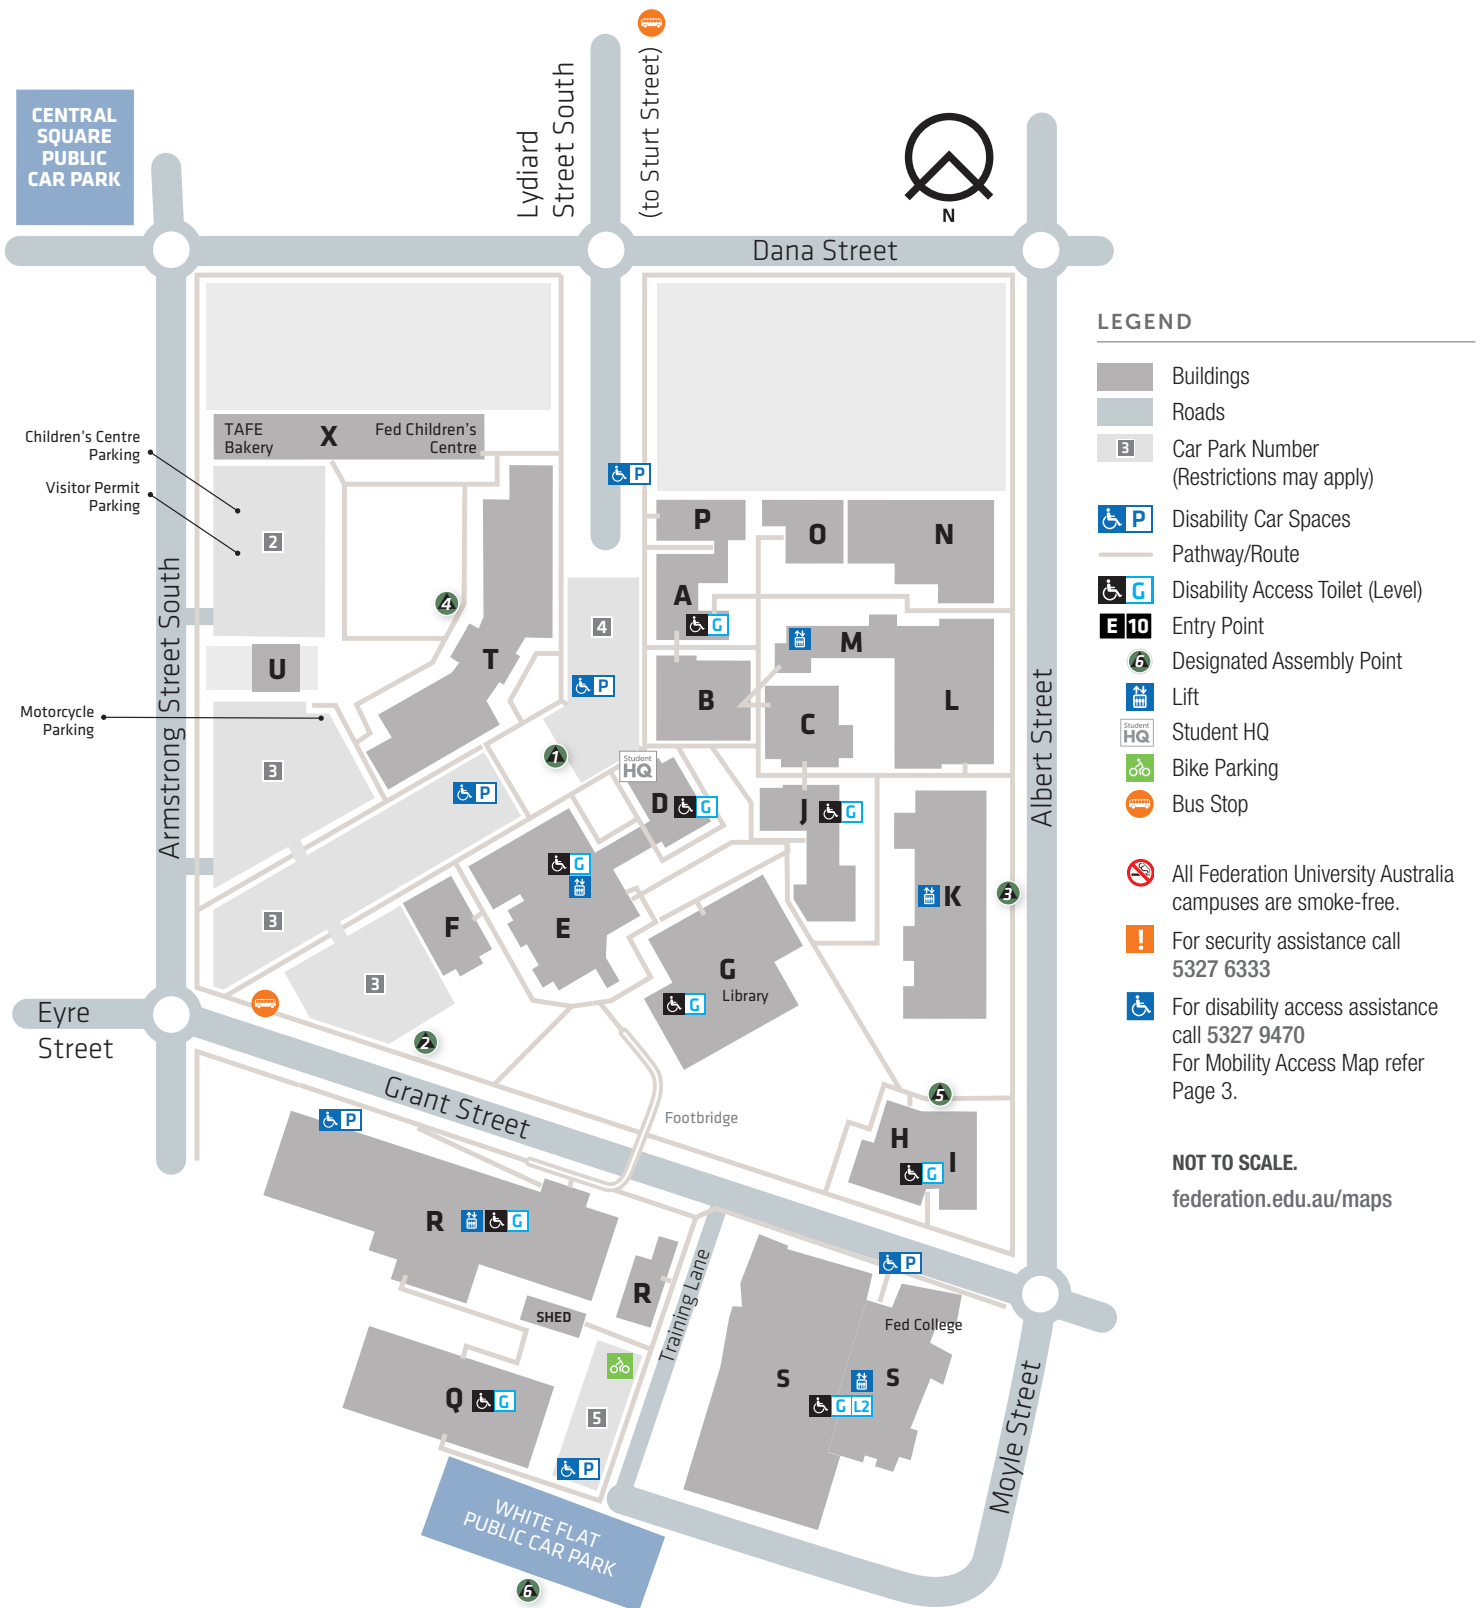 CENTRAL
SQUARE
PUBLIC
CAR PARK
Lydiard
Street South
(to Sturt Street)
N
Dana Street
TAFE
Bakery
X
Fed Children's
Centre
Children's Centre
Parking
Visitor Permit
Parking
2
Armstrong Street South
4
U
Motorcycle
Parking
3
T
P
4
P
1
P
P
O
N
A
G
M
B
C
L
Student
HQ
D
G
J
G
Albert Street
K
3
G
E
F
3
3
G
Library
G
2
Eyre
Street
Grant Street
Footbridge
5
H
I
G
P
R
G
R
SHED
Training Lane
P
Fed College
S
S
G L2
Q
G
5
P
Moyle Street
WHITE FLAT
PUBLIC CAR PARK
6
LEGEND
Buildings
Roads
3
Car Park Number
(Restrictions may apply)
P
Disability Car Spaces
Pathway/Route
G
Disability Access Toilet (Level)
E 10
Entry Point
6
Designated Assembly Point
Lift
Student
HQ
Student HQ
Bike Parking
Bus Stop
All Federation University Australia
campuses are smoke-free.
!
For security assistance call
5327 6333
For disability access assistance
call 5327 9470
For Mobility Access Map refer
Page 3.
NOT TO SCALE.
federation.edu.au/maps